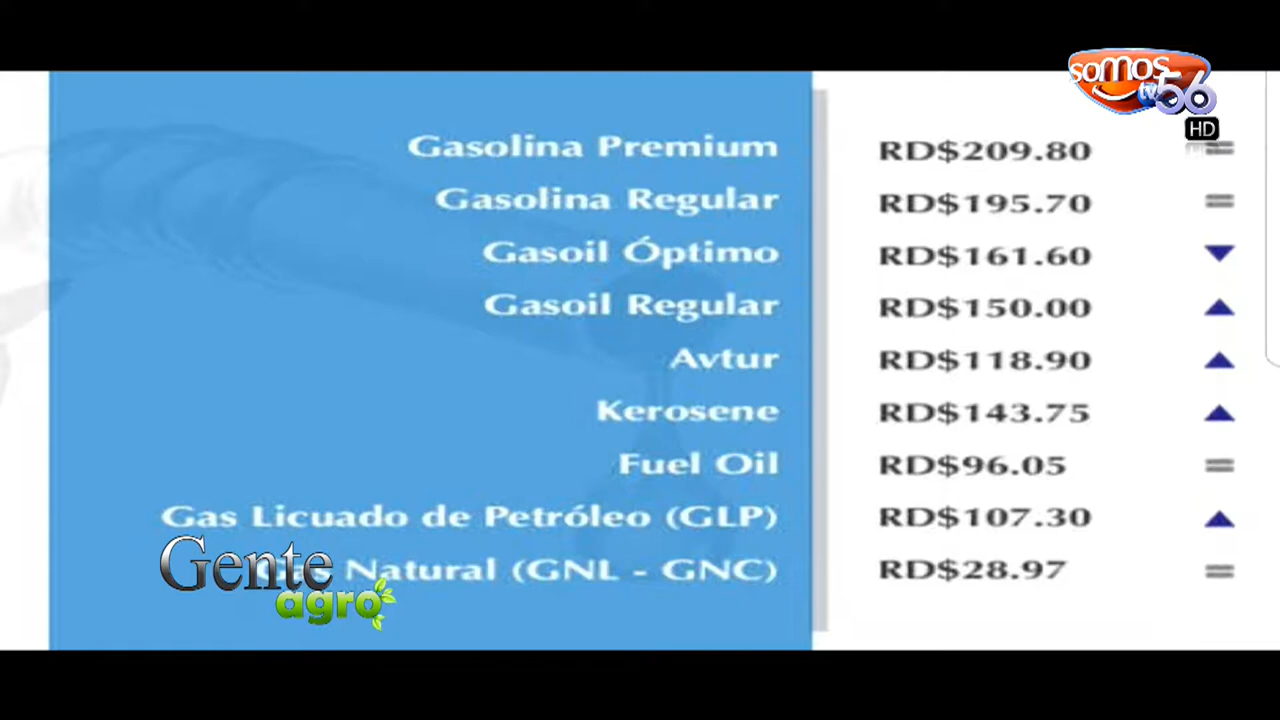 somos
tv56
HD
Gasolina Premium RD$209.80 =
Gasolina Regular RD$195.70 =
Gasoil Óptimo RD$161.60 ▼
Gasoil Regular RD$150.00 ▲
Avtur RD$118.90 ▲
Kerosene RD$143.75 ▲
Fuel Oil RD$96.05 =
Gas Licuado de Petróleo (GLP) RD$107.30 ▲
Natural (GNL - GNC) RD$28.97 =
Gente
agro